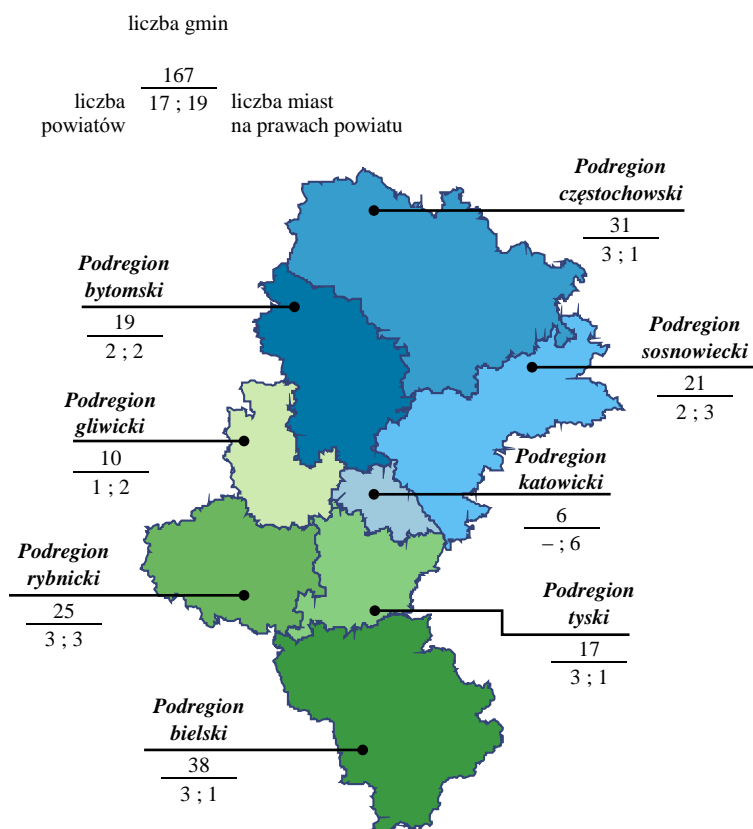 liczba gmin
167
liczba powiatów
17 ; 19
liczba miast na prawach powiatu
Podregion
częstochowski
31
3 ; 1
Podregion
bytomski
19
2 ; 2
Podregion
sosnowiecki
21
2 ; 3
Podregion
gliwicki
10
1 ; 2
Podregion
katowicki
6
– ; 6
Podregion
rybnicki
25
3 ; 3
Podregion
tyski
17
3 ; 1
Podregion
bielski
38
3 ; 1